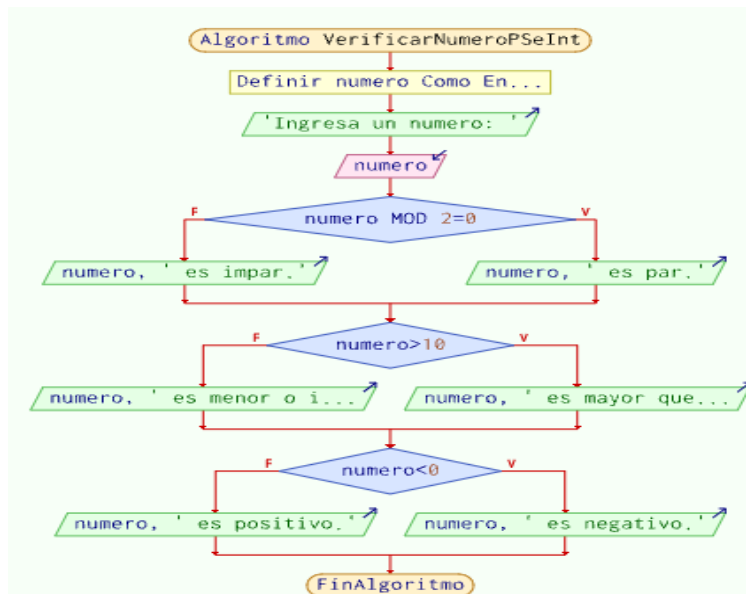 Algoritmo VerificarNumeroPSeInt
Definir numero Como En...
'Ingresa un numero: '
numero
F
numero MOD 2=0
V
numero, ' es impar.'
numero, ' es par.'
F
numero>10
V
numero, ' es menor o i...
numero, ' es mayor que...
F
numero<0
V
numero, ' es positivo.'
numero, ' es negativo.'
FinAlgoritmo